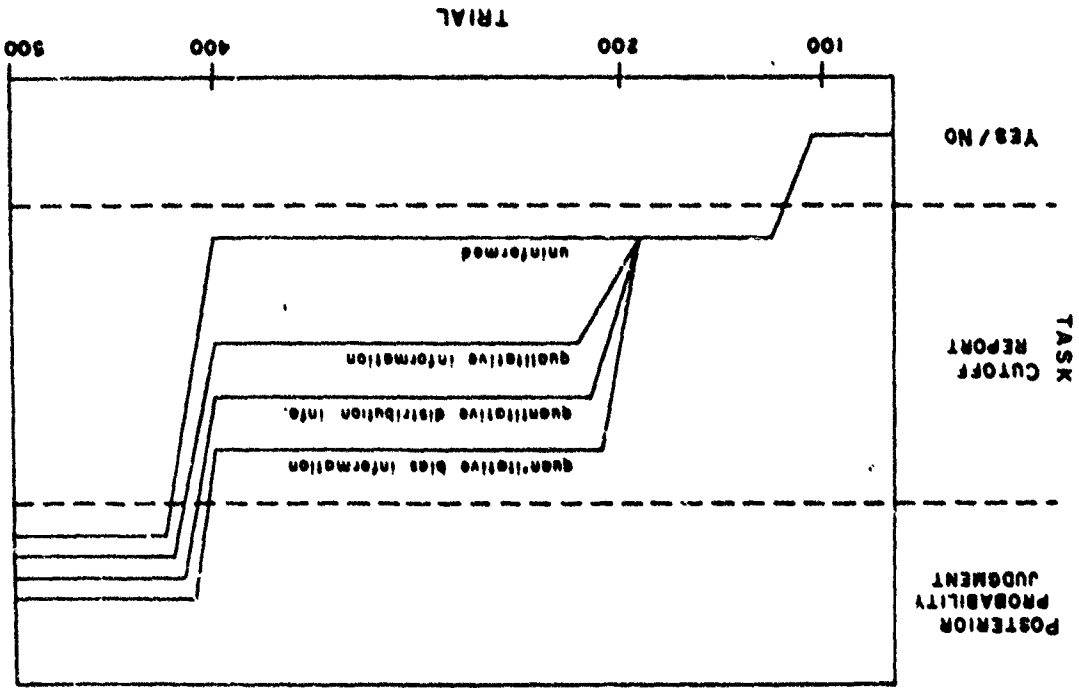 POSTERIOR
PROBABILITY
JUDGMENT
quantitative bias information
quantitative distribution info.
qualitative information
uninformed
TASK
CUTOFF
REPORT
YES/NO
100 200 400 500
TRIAL